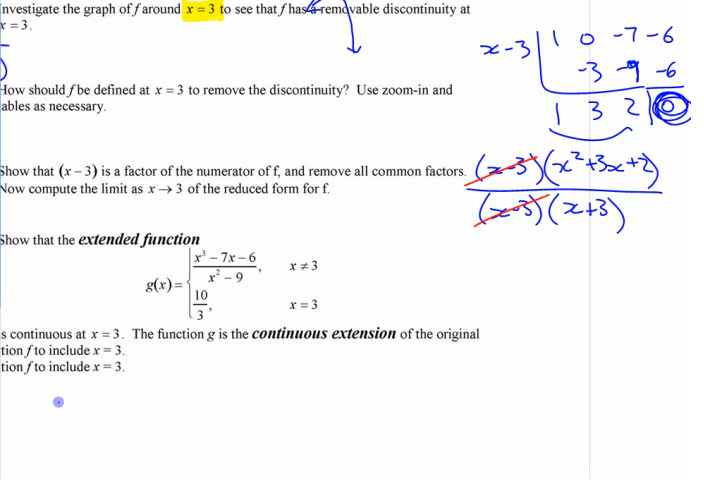 nvestigate the graph of f around x = 3 to see that f has a removable discontinuity at
x = 3.
How should f be defined at x = 3 to remove the discontinuity? Use zoom-in and
ables as necessary.
Show that (x − 3) is a factor of the numerator of f, and remove all common factors.
Now compute the limit as x → 3 of the reduced form for f.
Show that the extended function
g(x) = { x³ − 7x − 6 / x² − 9, x ≠ 3
10/3, x = 3
s continuous at x = 3. The function g is the continuous extension of the original
tion f to include x = 3.
tion f to include x = 3.
x-3 | 1 0 -7 -6
-3 -9 -6
1 3 2 | 0
(x-3)(x²+3x+2)
(x-3)(x+3)